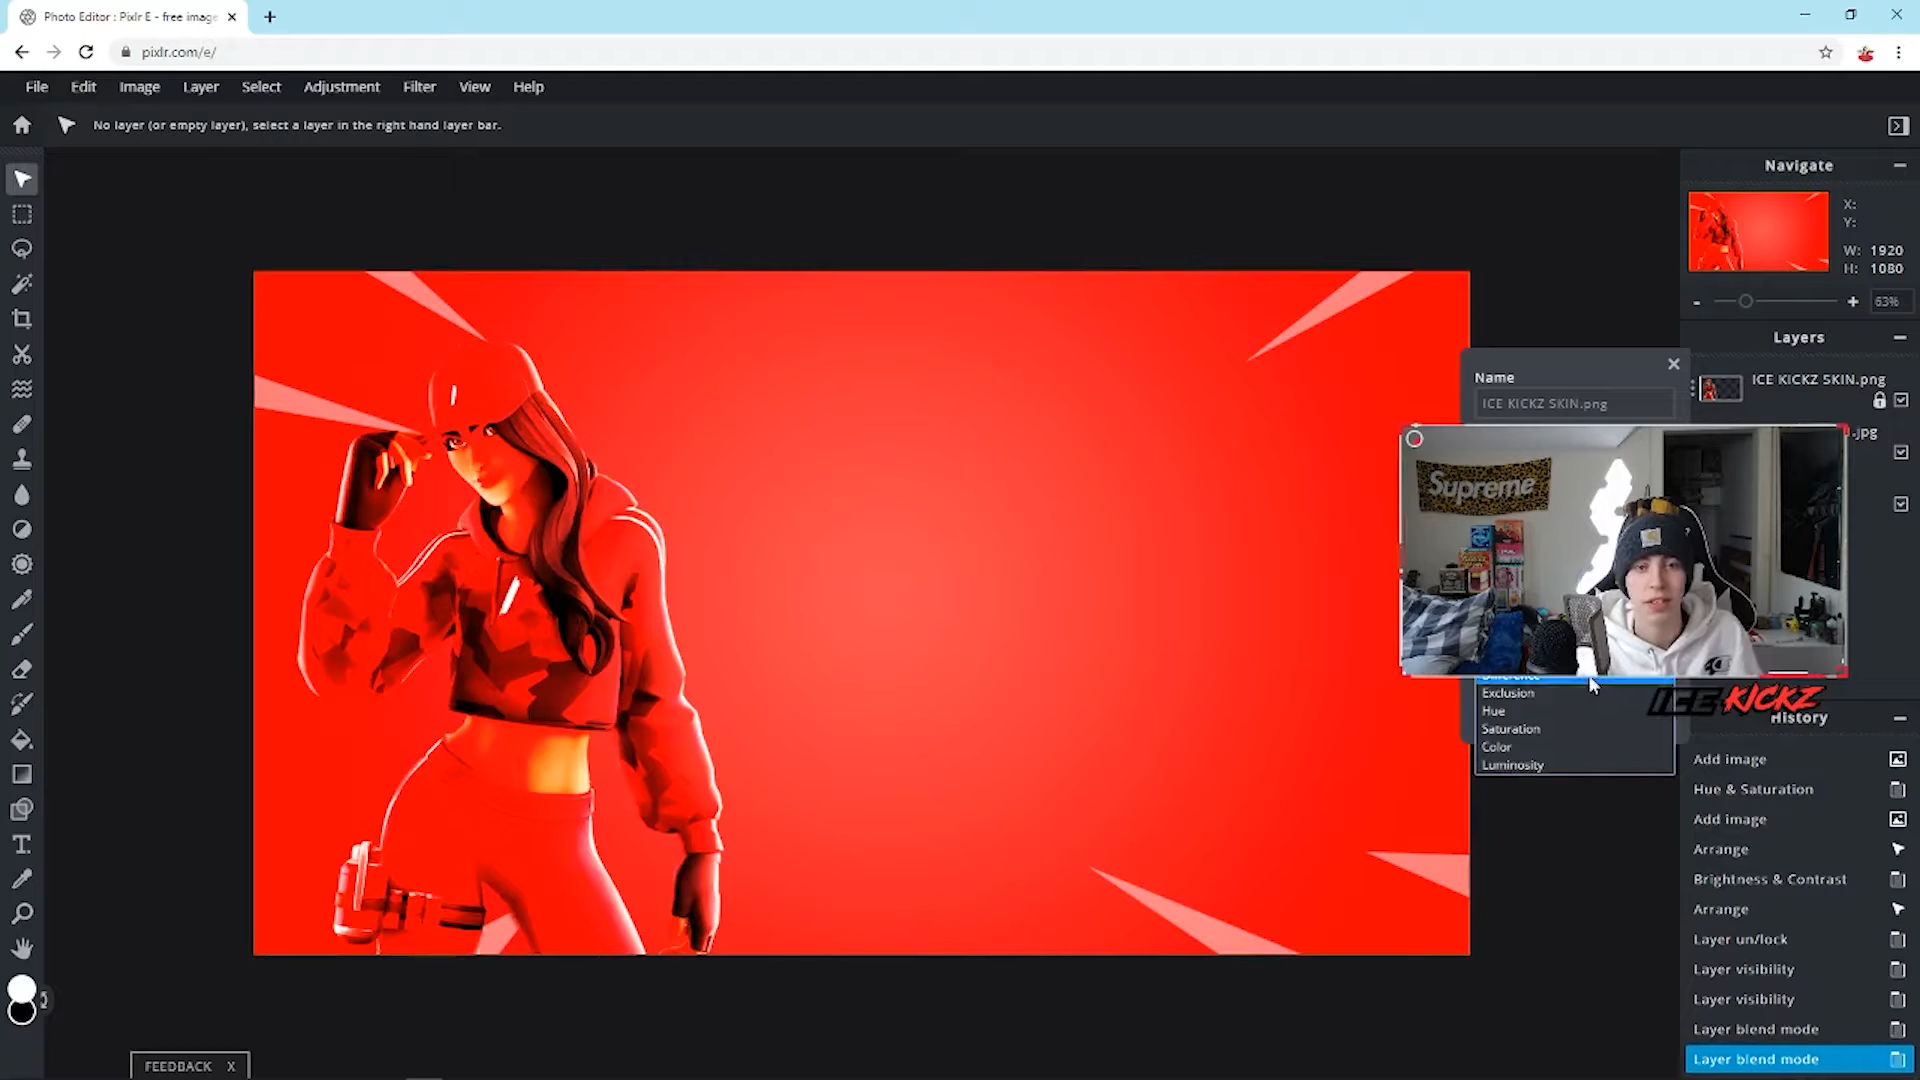 Photo Editor : Pixlr E - free image
pixlr.com/e/
File Edit Image Layer Select Adjustment Filter View Help
No layer (or empty layer), select a layer in the right hand layer bar.
Navigate
X:
Y:
W: 1920
H: 1080
- + 63%
Layers
ICE KICKZ SKIN.png
.jpg
Name
ICE KICKZ SKIN.png
Supreme
Difference
Exclusion
Hue
Saturation
Color
Luminosity
ICE KICKZ
History
Add image
Hue & Saturation
Add image
Arrange
Brightness & Contrast
Arrange
Layer un/lock
Layer visibility
Layer visibility
Layer blend mode
Layer blend mode
FEEDBACK X